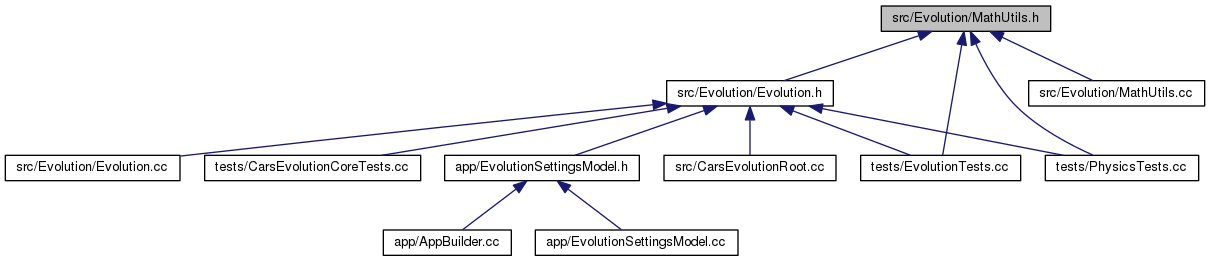 src/Evolution/MathUtils.h
src/Evolution/Evolution.h
src/Evolution/MathUtils.cc
src/Evolution/Evolution.cc
tests/CarsEvolutionCoreTests.cc
app/EvolutionSettingsModel.h
src/CarsEvolutionRoot.cc
tests/EvolutionTests.cc
tests/PhysicsTests.cc
app/AppBuilder.cc
app/EvolutionSettingsModel.cc